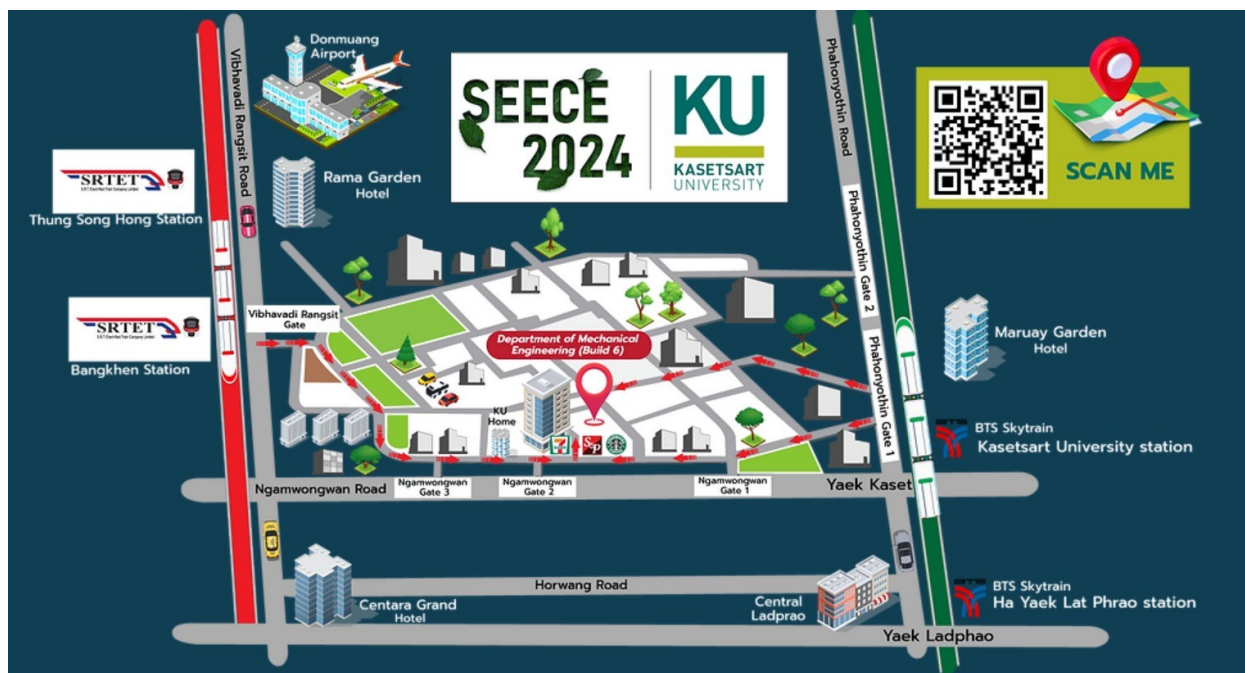 Donmuang
Airport
Vibhavadi Rangsit Road
SEECE
2024
KU
KASETSART
UNIVERSITY
Phahonyothin Road
SCAN ME
SRTET
Thung Song Hong Station
Rama Garden
Hotel
Vibhavadi Rangsit
Gate
Phahonyothin Gate 2
SRTET
Bangkhen Station
Department of Mechanical
Engineering (Build 6)
Phahonyothin Gate 1
Maruay Garden
Hotel
KU
Home
BTS Skytrain
Kasetsart University station
Ngamwongwan Road
Ngamwongwan
Gate 3
Ngamwongwan
Gate 2
Ngamwongwan
Gate 1
Yaek Kaset
Horwang Road
Centara Grand
Hotel
Central
Ladprao
BTS
BTS Skytrain
Ha Yaek Lat Phrao station
Yaek Ladphao